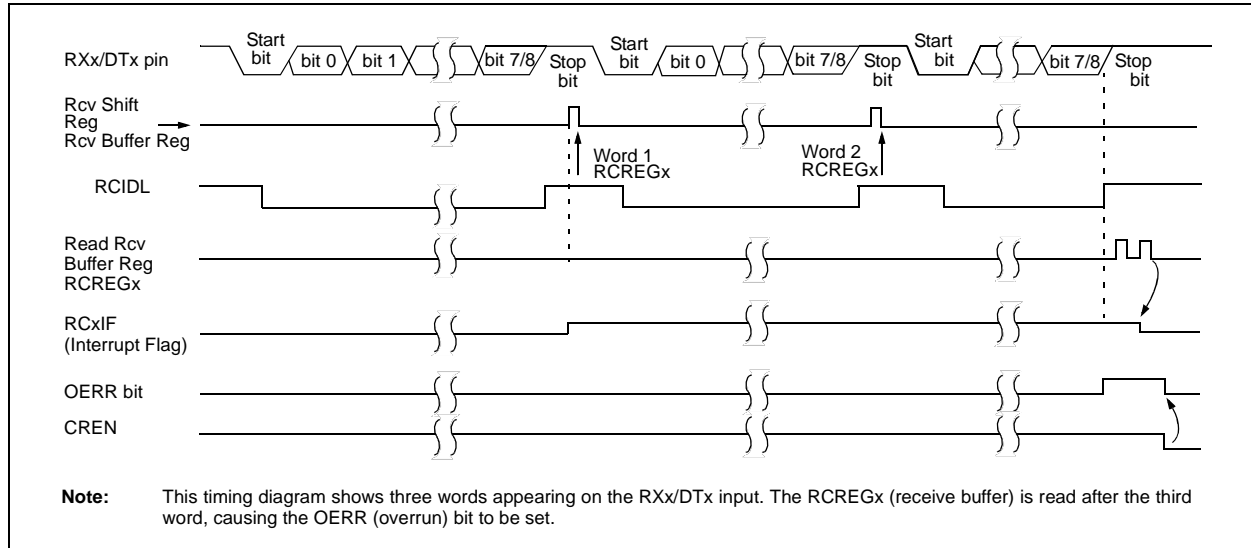 Start
bit
bit 0
bit 1
bit 7/8
Stop
bit
Start
bit
bit 0
bit 7/8
Stop
bit
Start
bit
bit 7/8
Stop
bit
RXx/DTx pin
Rcv Shift
Reg
Rcv Buffer Reg
Word 1
RCREGx
Word 2
RCREGx
RCIDL
Read Rcv
Buffer Reg
RCREGx
RCxIF
(Interrupt Flag)
OERR bit
CREN
Note: This timing diagram shows three words appearing on the RXx/DTx input. The RCREGx (receive buffer) is read after the third
word, causing the OERR (overrun) bit to be set.